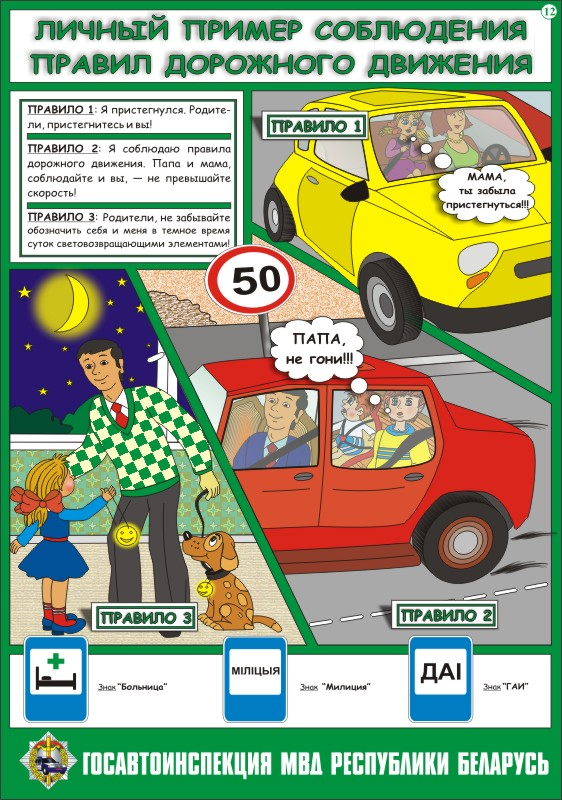 12
ЛИЧНЫЙ ПРИМЕР СОБЛЮДЕНИЯ
ПРАВИЛ ДОРОЖНОГО ДВИЖЕНИЯ
ПРАВИЛО 1: Я пристегнулся. Родите-
ли, пристегнитесь и вы!
ПРАВИЛО 2: Я соблюдаю правила
дорожного движения. Папа и мама,
соблюдайте и вы, — не превышайте
скорость!
ПРАВИЛО 3: Родители, не забывайте
обозначить себя и меня в темное время
суток световозвращающими элементами!
ПРАВИЛО 1
МАМА,
ты забыла
пристегнуться!!!
50
ПАПА,
не гони!!!
ПРАВИЛО 3
ПРАВИЛО 2
Знак "Больница"
МІЛІЦЫЯ
Знак "Милиция"
ДАІ
Знак "ГАИ"
ГОСАВТОИНСПЕКЦИЯ МВД РЕСПУБЛИКИ БЕЛАРУСЬ